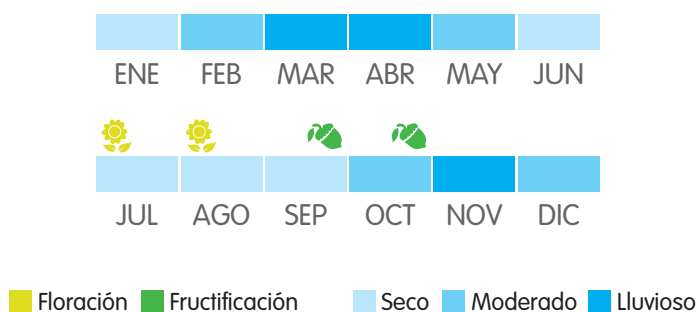 ENE FEB MAR ABR MAY JUN
JUL AGO SEP OCT NOV DIC
Floración Fructificación Seco Moderado Lluvioso